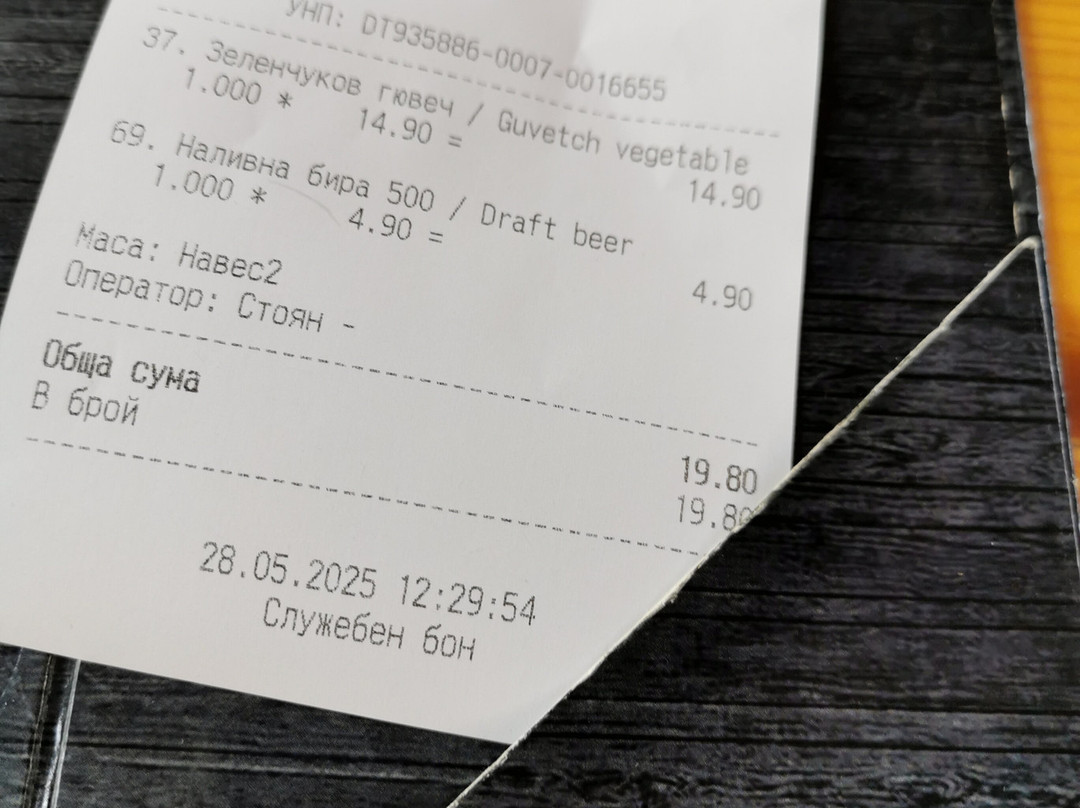 УНП: DT935886-0007-0016655
37. Зеленчуков гювеч / Guvetch vegetable
1.000 * 14.90 = 14.90
69. Наливна бира 500 / Draft beer
1.000 * 4.90 = 4.90
Маса: Навес2
Оператор: Стоян -
Обща сума 19.80
В брой 19.80
28.05.2025 12:29:54
Служебен бон